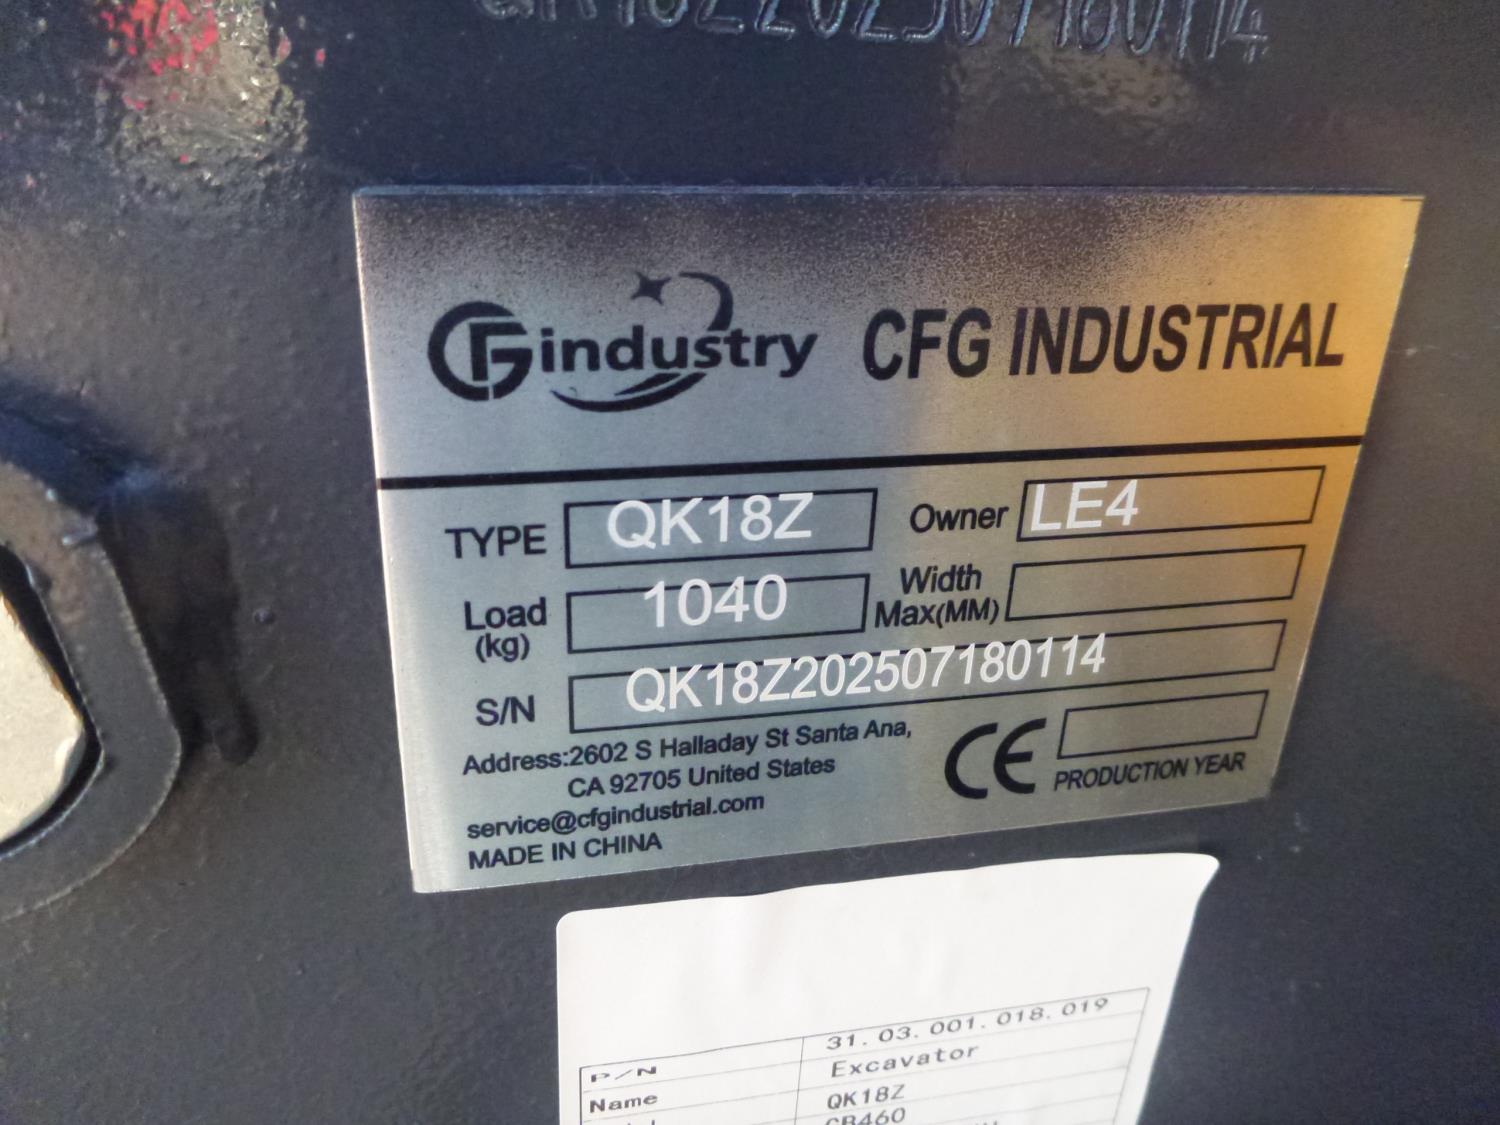 QK18Z202507180114
CFGindustry CFG INDUSTRIAL
TYPE QK18Z Owner LE4
Load (kg) 1040 Width Max(MM)
S/N QK18Z202507180114
Address:2602 S Halladay St Santa Ana,
CA 92705 United States
service@cfgindustrial.com
MADE IN CHINA
CE PRODUCTION YEAR
P/N 31.03.001.018.019
Name Excavator
QK18Z
CB460